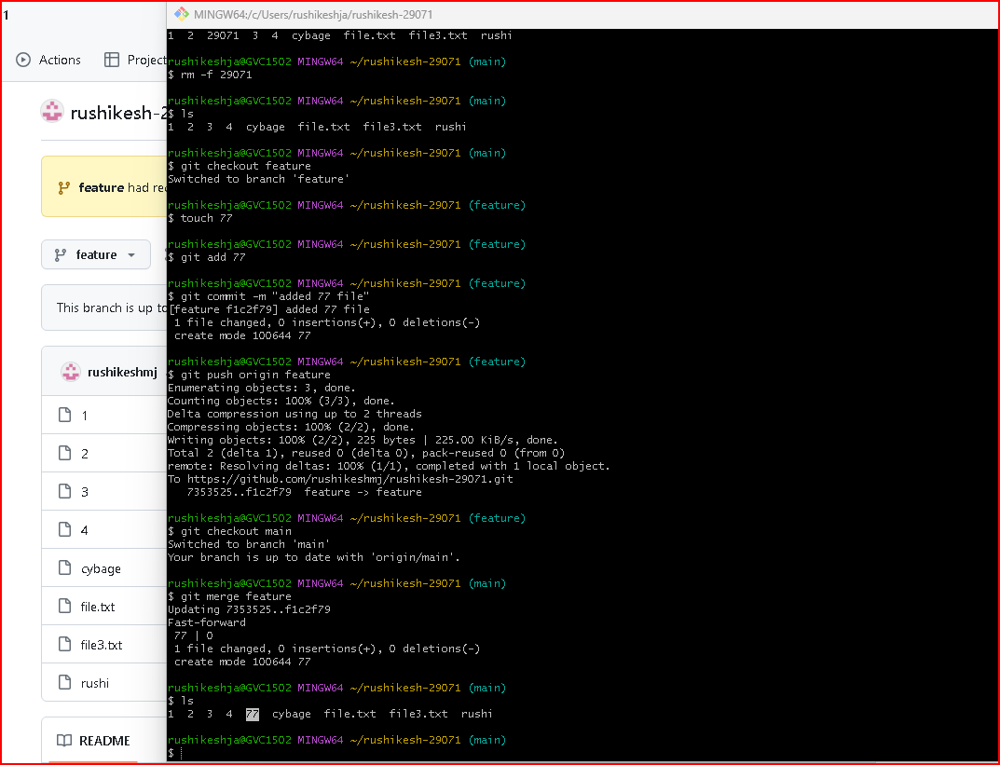 1
Actions
Project
rushikesh-2
feature had rec
feature
This branch is up to
rushikeshmj
1
2
3
4
cybage
file.txt
file3.txt
rushi
README
MINGW64:/c/Users/rushikeshja/rushikesh-29071
1 2 29071 3 4 cybage file.txt file3.txt rushi
rushikeshja@GVC1502 MINGW64 ~/rushikesh-29071 (main)
$ rm -f 29071
rushikeshja@GVC1502 MINGW64 ~/rushikesh-29071 (main)
$ ls
1 2 3 4 cybage file.txt file3.txt rushi
rushikeshja@GVC1502 MINGW64 ~/rushikesh-29071 (main)
$ git checkout feature
Switched to branch 'feature'
rushikeshja@GVC1502 MINGW64 ~/rushikesh-29071 (feature)
$ touch 77
rushikeshja@GVC1502 MINGW64 ~/rushikesh-29071 (feature)
$ git add 77
rushikeshja@GVC1502 MINGW64 ~/rushikesh-29071 (feature)
$ git commit -m "added 77 file"
[feature f1c2f79] added 77 file
1 file changed, 0 insertions(+), 0 deletions(-)
create mode 100644 77
rushikeshja@GVC1502 MINGW64 ~/rushikesh-29071 (feature)
$ git push origin feature
Enumerating objects: 3, done.
Counting objects: 100% (3/3), done.
Delta compression using up to 2 threads
Compressing objects: 100% (2/2), done.
Writing objects: 100% (2/2), 225 bytes | 225.00 KiB/s, done.
Total 2 (delta 1), reused 0 (delta 0), pack-reused 0 (from 0)
remote: Resolving deltas: 100% (1/1), completed with 1 local object.
To https://github.com/rushikeshmj/rushikesh-29071.git
7353525..f1c2f79 feature -> feature
rushikeshja@GVC1502 MINGW64 ~/rushikesh-29071 (feature)
$ git checkout main
Switched to branch 'main'
Your branch is up to date with 'origin/main'.
rushikeshja@GVC1502 MINGW64 ~/rushikesh-29071 (main)
$ git merge feature
Updating 7353525..f1c2f79
Fast-forward
77 | 0
1 file changed, 0 insertions(+), 0 deletions(-)
create mode 100644 77
rushikeshja@GVC1502 MINGW64 ~/rushikesh-29071 (main)
$ ls
1 2 3 4 77 cybage file.txt file3.txt rushi
rushikeshja@GVC1502 MINGW64 ~/rushikesh-29071 (main)
$